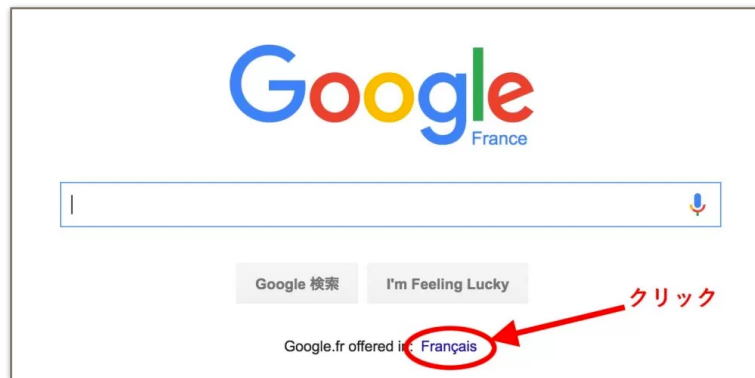 Google
France
Google 検索 I'm Feeling Lucky
クリック
Google.fr offered in: Français